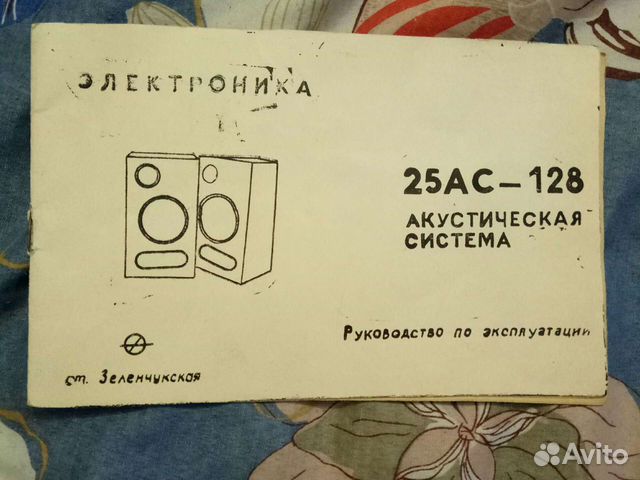 ЭЛЕКТРОНИКА
25АС-128
АКУСТИЧЕСКАЯ
СИСТЕМА
Руководство по эксплуатации
ст. Зеленчукская
Avito